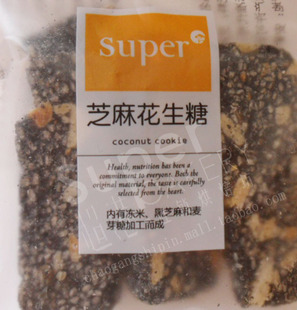 super
芝麻花生糖
coconut cookie
Health, nutrition has been a
commitment to everyone. Both the
original material, the taste is carefully
selected from the heart.
内有冻米、黑芝麻和麦
芽糖加工而成